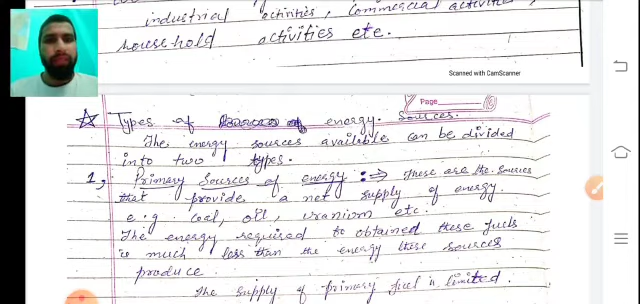 industrial activities, Commercial activities,
household activities etc.
Scanned with CamScanner
Page
☆ Types of energy. Sources.
The energy sources available can be divided
into two types.
1, Primary Sources of energy :⇒ These are the sources
that provide a net supply of energy.
e.g coal, oil, uranium etc.
The energy required to obtained these fuels
is much less than the energy these sources
produce.
The supply of primary fuel is limited.